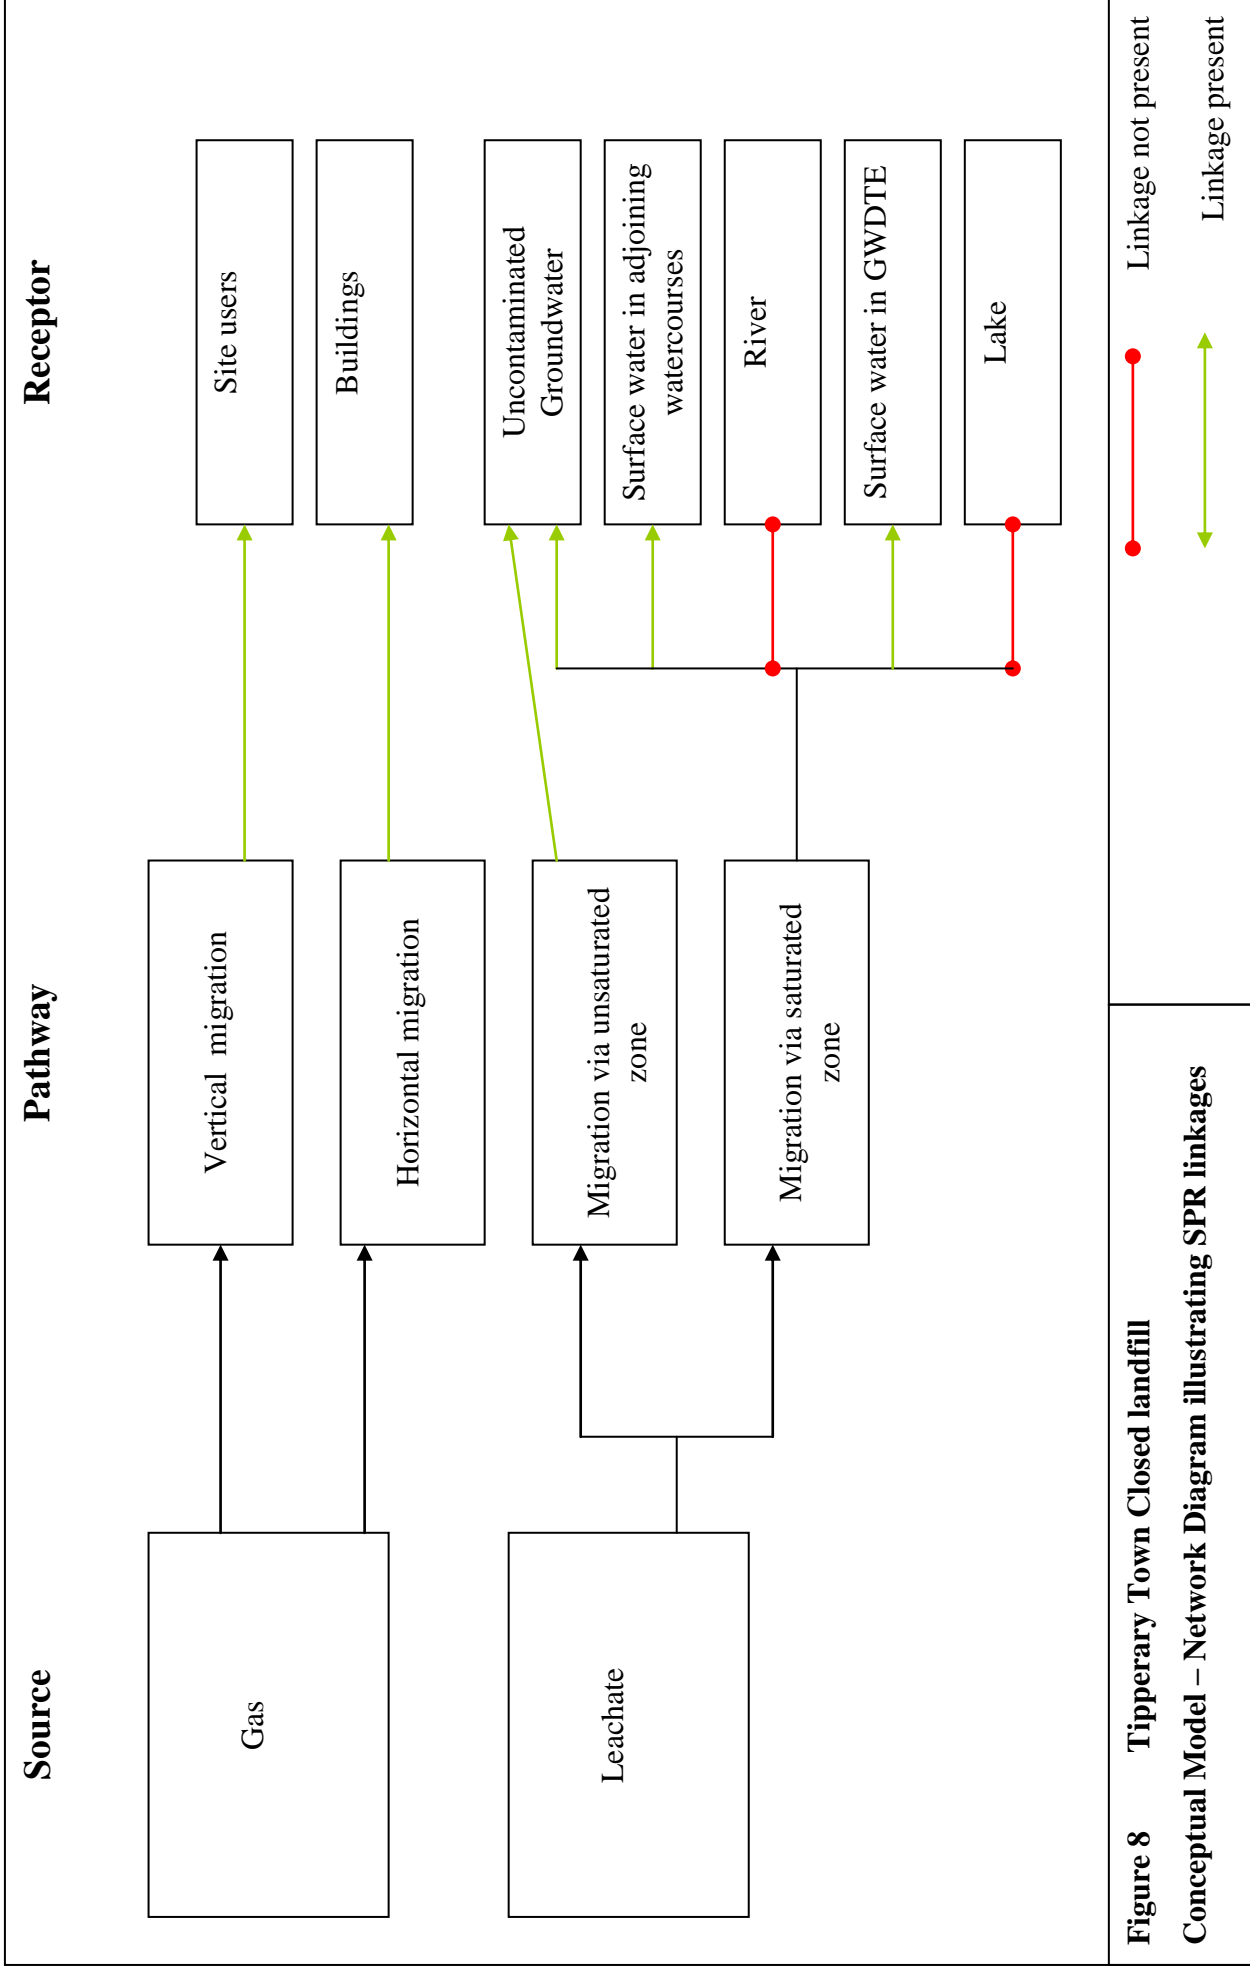 Source
Pathway
Receptor
Gas
Vertical migration
Site users
Horizontal migration
Buildings
Leachate
Migration via unsaturated
zone
Migration via saturated
zone
Uncontaminated
Groundwater
Surface water in adjoining
watercourses
River
Surface water in GWDTE
Lake
Figure 8 Tipperary Town Closed landfill
Conceptual Model – Network Diagram illustrating SPR linkages
Linkage not present
Linkage present